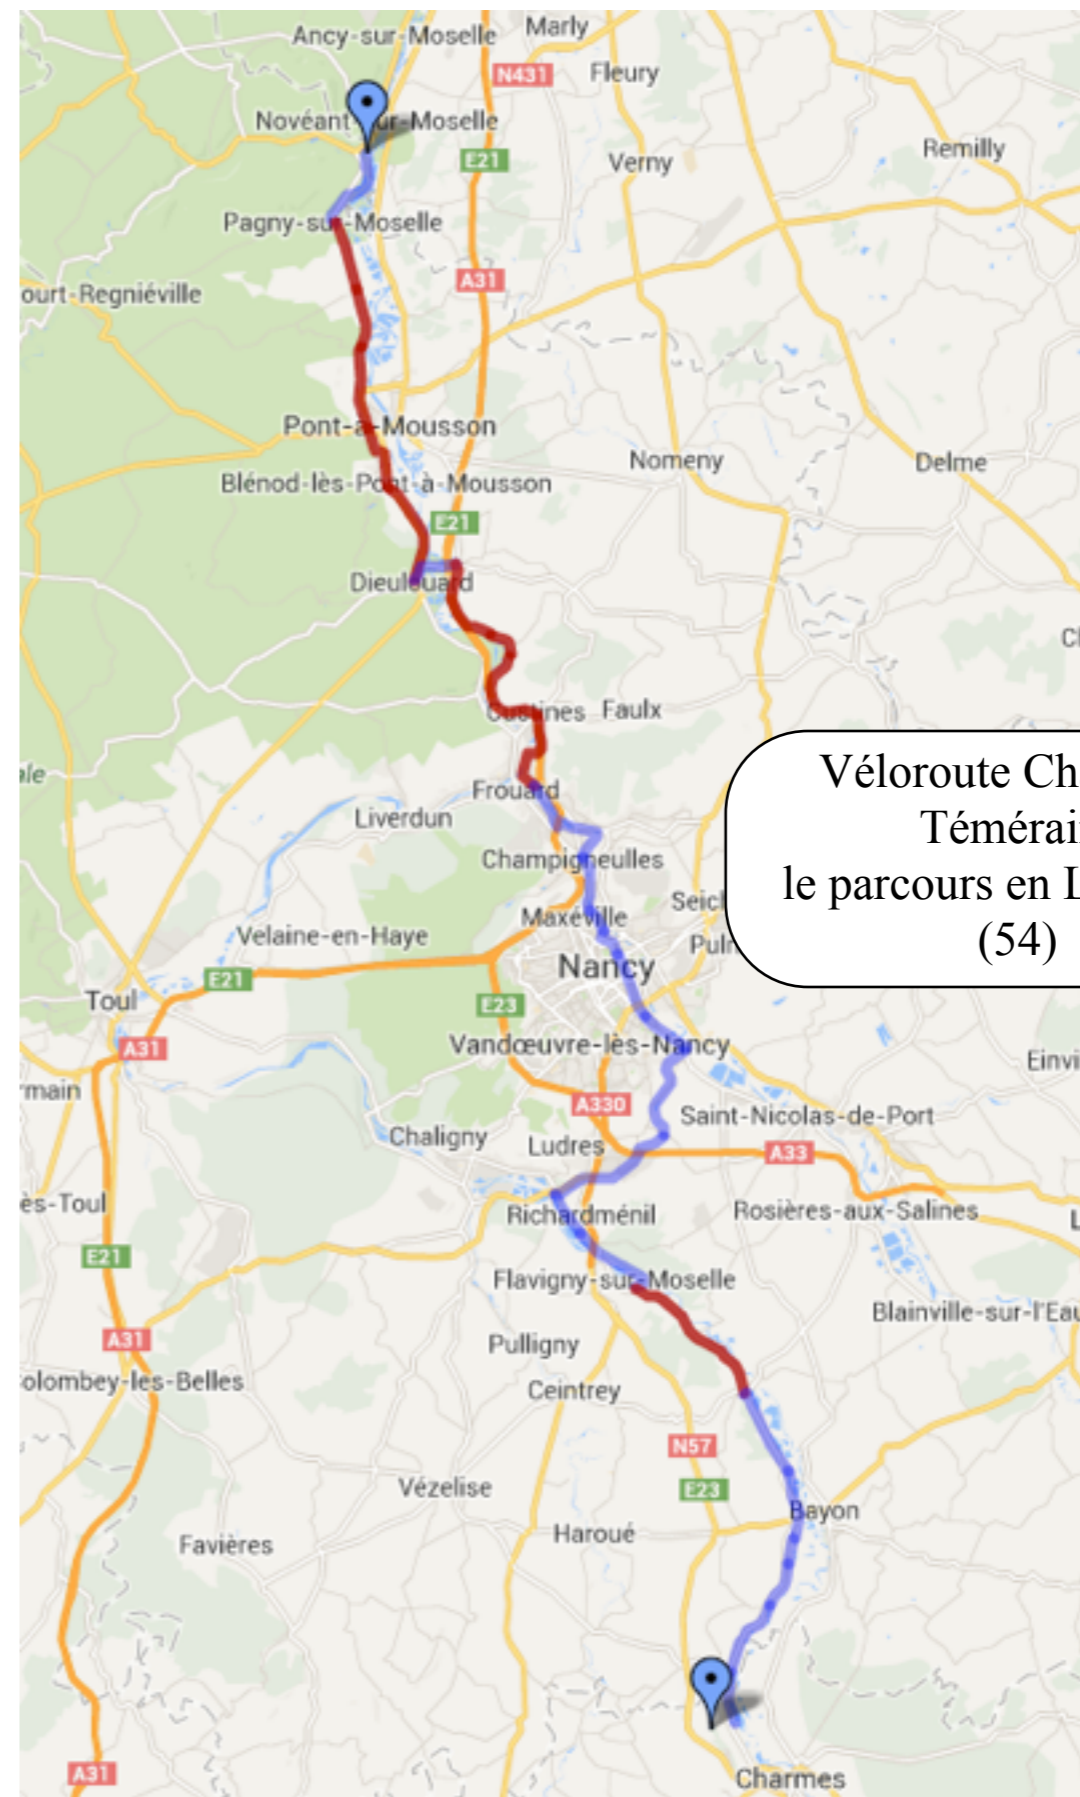 Ancy-sur-Moselle
Marly
N431
Fleury
Novéant-sur-Moselle
E21
Verny
Remilly
Pagny-sur-Moselle
A31
ourt-Regniéville
Pont-à-Mousson
Nomeny
Delme
Blénod-lès-Pont-à-Mousson
E21
Dieulouard
Custines
Faulx
Frouard
Liverdun
Champigneulles
Véloroute Ch
Témérai
le parcours en L
(54)
Maxéville
Seic
Velaine-en-Haye
Nancy
E21
Toul
E23
Vandœuvre-lès-Nancy
A31
Einvi
rmain
A330
Saint-Nicolas-de-Port
Chaligny
Ludres
A33
ès-Toul
Richardménil
Rosières-aux-Salines
E21
Flavigny-sur-Moselle
Blainville-sur-l'Eau
A31
Pulligny
olombey-les-Belles
Ceintrey
N57
Vézelise
E23
Bayon
Favières
Haroué
A31
Charmes